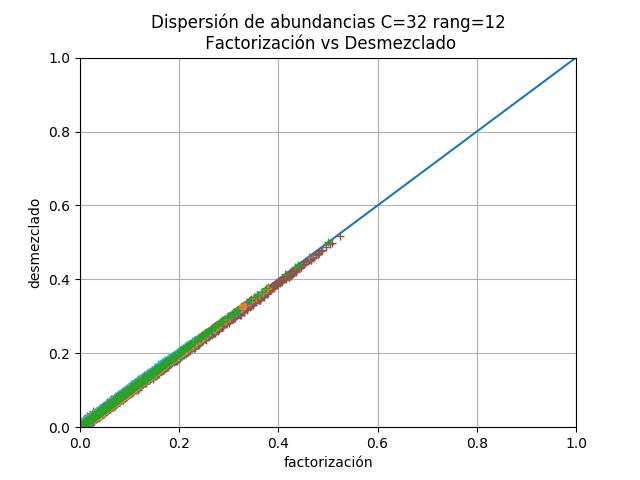 Dispersión de abundancias C=32 rang=12
Factorización vs Desmezclado
1.0
0.8
0.6
0.4
0.2
0.0
desmezclado
0.0 0.2 0.4 0.6 0.8 1.0
factorización